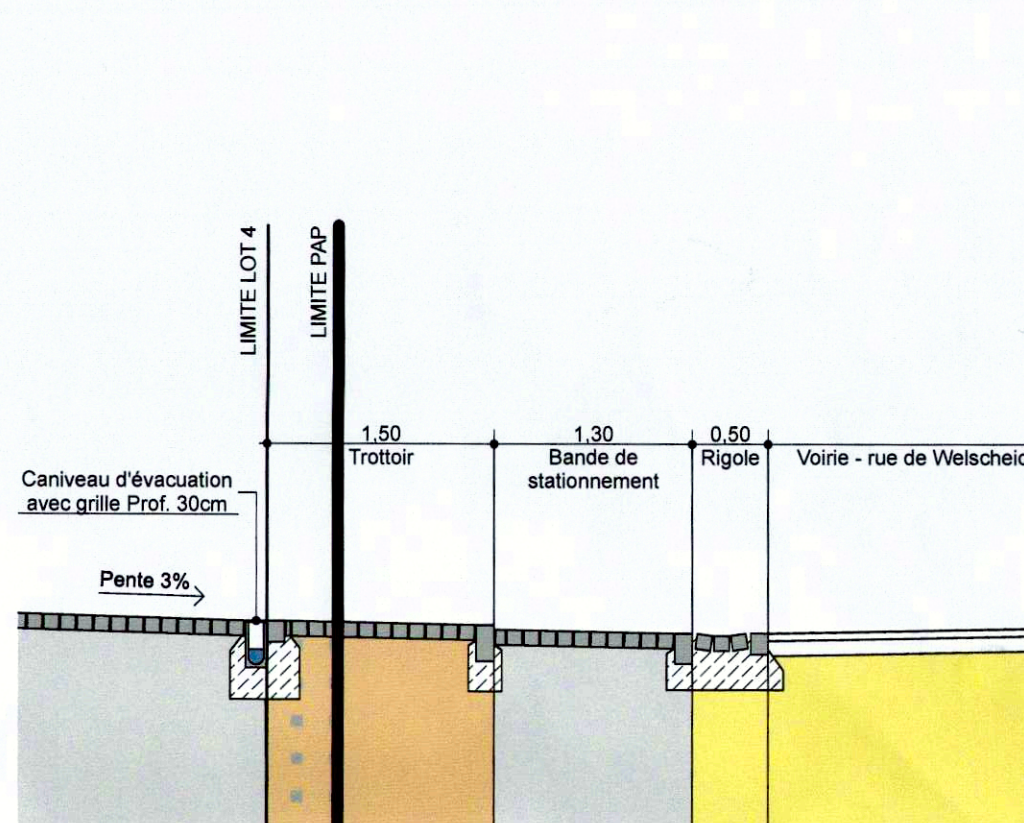 LIMITE LOT 4
LIMITE PAP
1,50
1,30
0,50
Trottoir
Bande de
stationnement
Rigole
Voirie - rue de
Caniveau d'évacuation
avec grille Prof. 30cm
Pente 3%